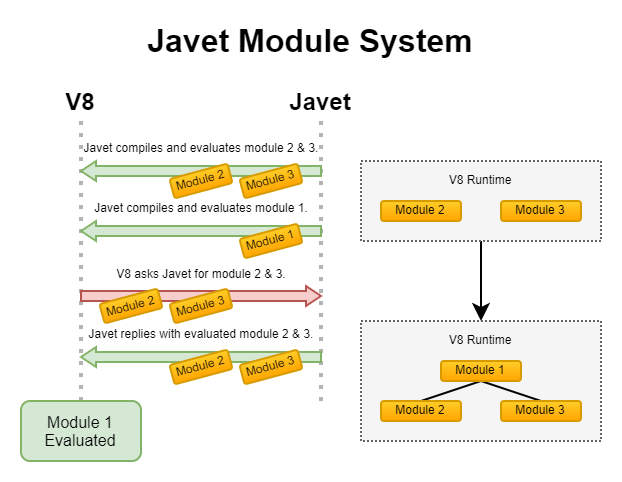 Javet Module System
V8
Javet
Javet compiles and evaluates module 2 & 3.
Module 2
Module 3
Javet compiles and evaluates module 1.
Module 1
V8 asks Javet for module 2 & 3.
Module 2
Module 3
Javet replies with evaluated module 2 & 3.
Module 2
Module 3
Module 1
Evaluated
V8 Runtime
Module 2
Module 3
V8 Runtime
Module 1
Module 2
Module 3